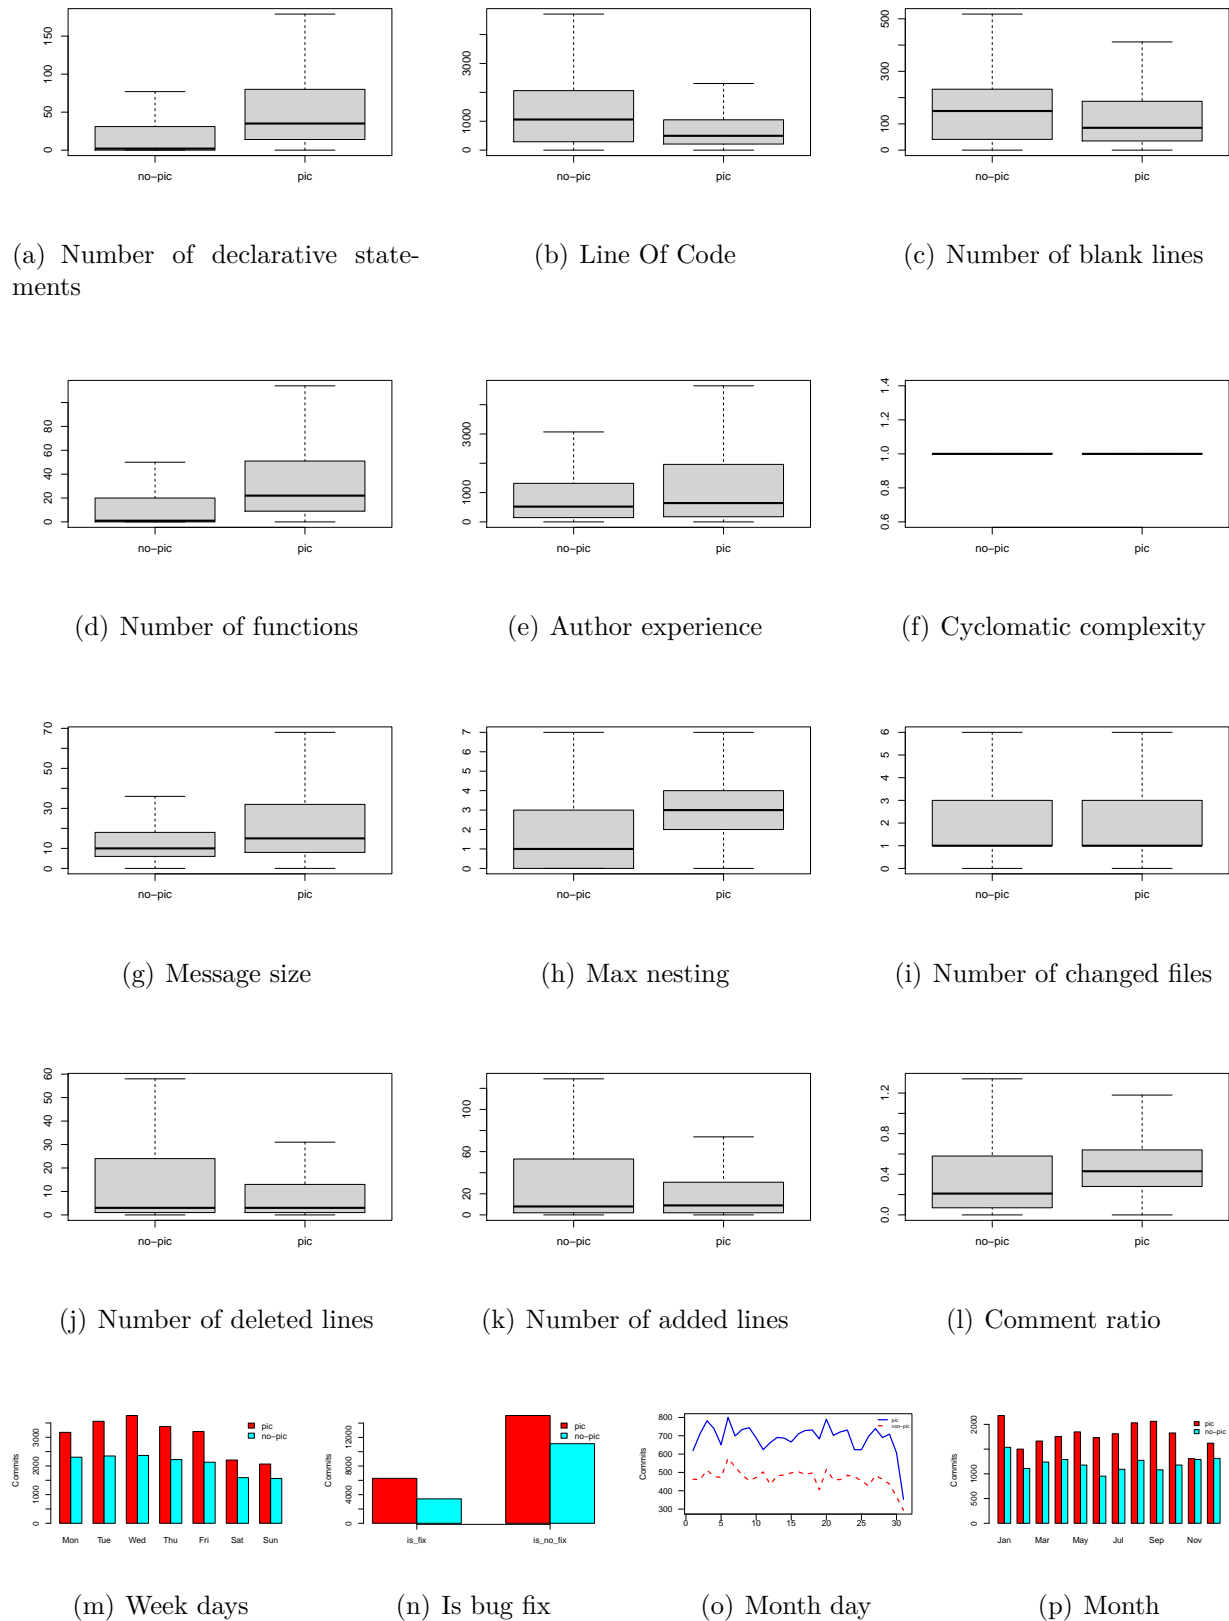 0 50 100 150
no-pic pic
(a) Number of declarative state-
ments
0 1000 3000
no-pic pic
(b) Line Of Code
0 100 300 500
no-pic pic
(c) Number of blank lines
0 20 40 60 80
no-pic pic
(d) Number of functions
0 1000 3000
no-pic pic
(e) Author experience
0.6 0.8 1.0 1.2 1.4
no-pic pic
(f) Cyclomatic complexity
0 10 30 50 70
no-pic pic
(g) Message size
0 1 2 3 4 5 6 7
no-pic pic
(h) Max nesting
0 1 2 3 4 5 6
no-pic pic
(i) Number of changed files
0 10 20 30 40 50 60
no-pic pic
(j) Number of deleted lines
0 20 60 100
no-pic pic
(k) Number of added lines
0.0 0.4 0.8 1.2
no-pic pic
(l) Comment ratio
Commits
0 1000 2000 3000
pic
no-pic
Mon Tue Wed Thu Fri Sat Sun
(m) Week days
Commits
0 4000 8000 12000
pic
no-pic
is_fix is_no_fix
(n) Is bug fix
Commits
300 400 500 600 700 800
pic
non-pic
0 5 10 15 20 25 30
(o) Month day
Commits
0 500 1000 2000
pic
no-pic
Jan Mar May Jul Sep Nov
(p) Month